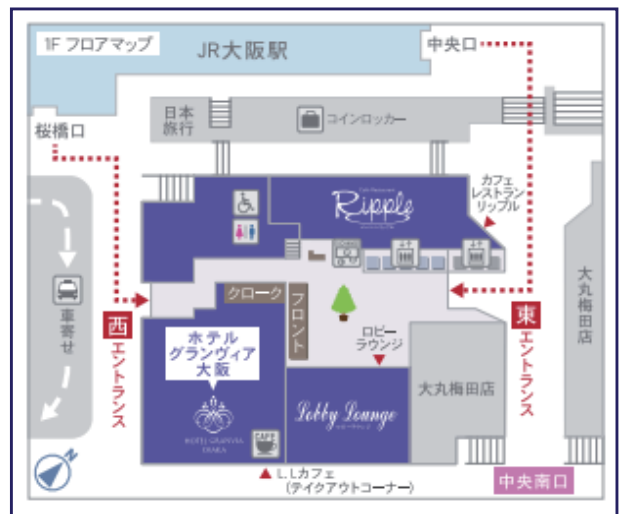 1F フロアマップ
JR大阪駅
中央口
日本
旅行
コインロッカー
桜橋口
カフェ
レストラン
リップル
Ripple
車寄せ
クローク
フロント
西
エントランス
ホテル
グランヴィア
大阪
HOTEL GRANVIA
OSAKA
CAFE
ロビー
ラウンジ
Lobby Lounge
東
エントランス
大丸梅田店
大丸梅田店
中央南口
L.Lカフェ
(テイクアウトコーナー)
N